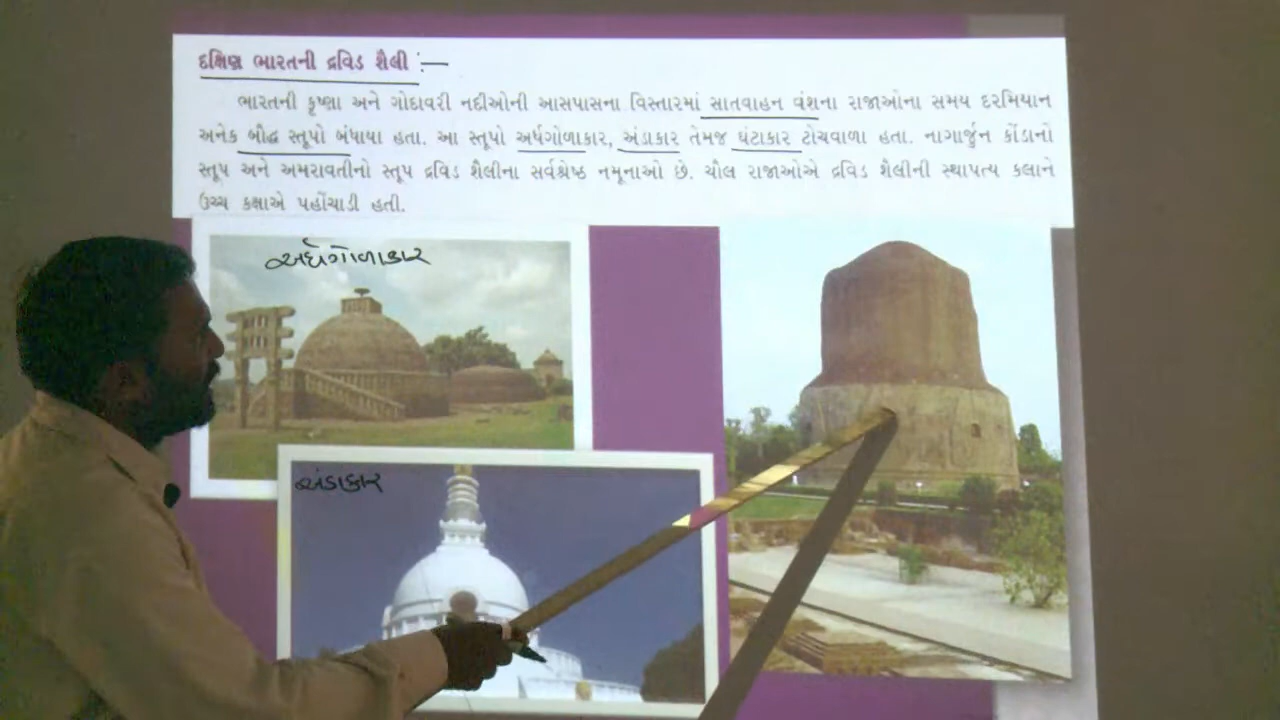 દક્ષિણ ભારતની દ્રવિડ શૈલી :-
ભારતની કૃષ્ણા અને ગોદાવરી નદીઓની આસપાસના વિસ્તારમાં સાતવાહન વંશના રાજાઓના સમય દરમિયાન
અનેક બૌદ્ધ સ્તૂપો બંધાયા હતા. આ સ્તૂપો અર્ધગોળાકાર, અંડાકાર તેમજ ઘંટાકાર ટોચવાળા હતા. નાગાર્જુન કોંડાનો
સ્તૂપ અને અમરાવતીનો સ્તૂપ દ્રવિડ શૈલીના સર્વશ્રેષ્ઠ નમૂનાઓ છે. ચૌલ રાજાઓએ દ્રવિડ શૈલીની સ્થાપત્ય કલાને
ઉચ્ચ કક્ષાએ પહોંચાડી હતી.
અર્ધગોળાકાર
અંડાકાર